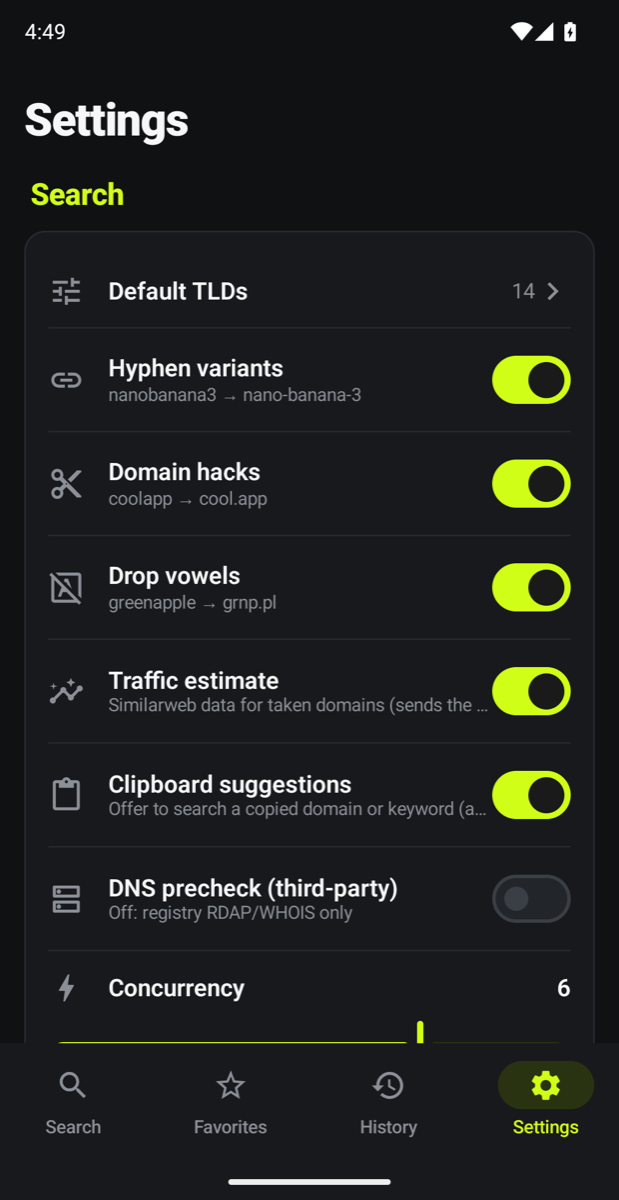 4:49
Settings
Search
Default TLDs 14
Hyphen variants
nanobanana3 → nano-banana-3
Domain hacks
coolapp → cool.app
Drop vowels
greenapple → grnp.pl
Traffic estimate
Similarweb data for taken domains (sends the ...
Clipboard suggestions
Offer to search a copied domain or keyword (a...
DNS precheck (third-party)
Off: registry RDAP/WHOIS only
Concurrency 6
Search Favorites History Settings